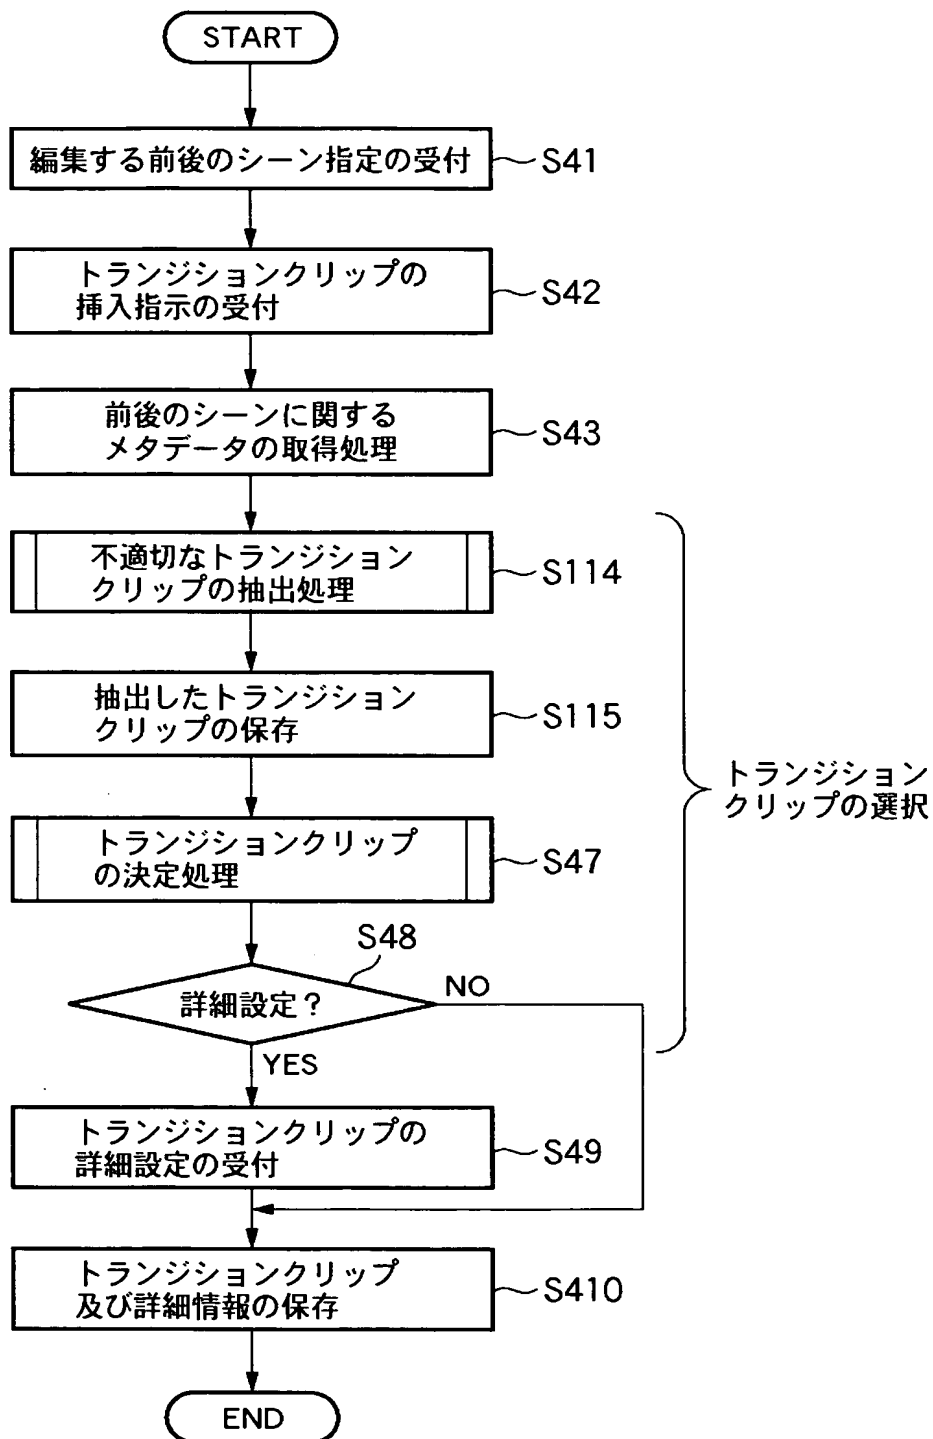 START
編集する前後のシーン指定の受付
S41
トランジションクリップの
挿入指示の受付
S42
前後のシーンに関する
メタデータの取得処理
S43
不適切なトランジション
クリップの抽出処理
S114
抽出したトランジション
クリップの保存
S115
トランジション
クリップの選択
トランジションクリップ
の決定処理
S47
S48
詳細設定？
NO
YES
トランジションクリップの
詳細設定の受付
S49
トランジションクリップ
及び詳細情報の保存
S410
END